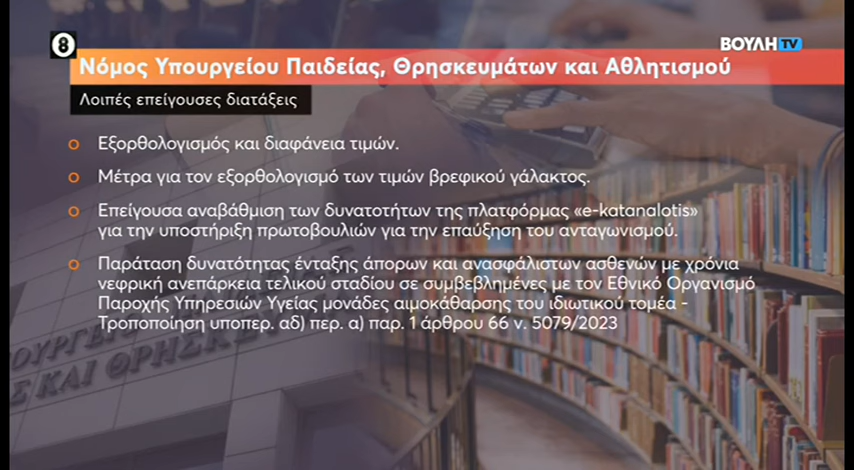 8
ΒΟΥΛΗ TV
Νόμος Υπουργείου Παιδείας, Θρησκευμάτων και Αθλητισμού
Λοιπές επείγουσες διατάξεις
Εξορθολογισμός και διαφάνεια τιμών.
Μέτρα για τον εξορθολογισμό των τιμών βρεφικού γάλακτος.
Επείγουσα αναβάθμιση των δυνατοτήτων της πλατφόρμας «e-katanalotis»
για την υποστήριξη πρωτοβουλιών για την επαύξηση του ανταγωνισμού.
Παράταση δυνατότητας ένταξης άπορων και ανασφάλιστων ασθενών με χρόνια
νεφρική ανεπάρκεια τελικού σταδίου σε συμβεβλημένες με τον Εθνικό Οργανισμό
Παροχής Υπηρεσιών Υγείας μονάδες αιμοκάθαρσης του ιδιωτικού τομέα -
Τροποποίηση υποπερ. αδ) περ. α) παρ. 1 άρθρου 66 ν. 5079/2023
ΚΑΙ